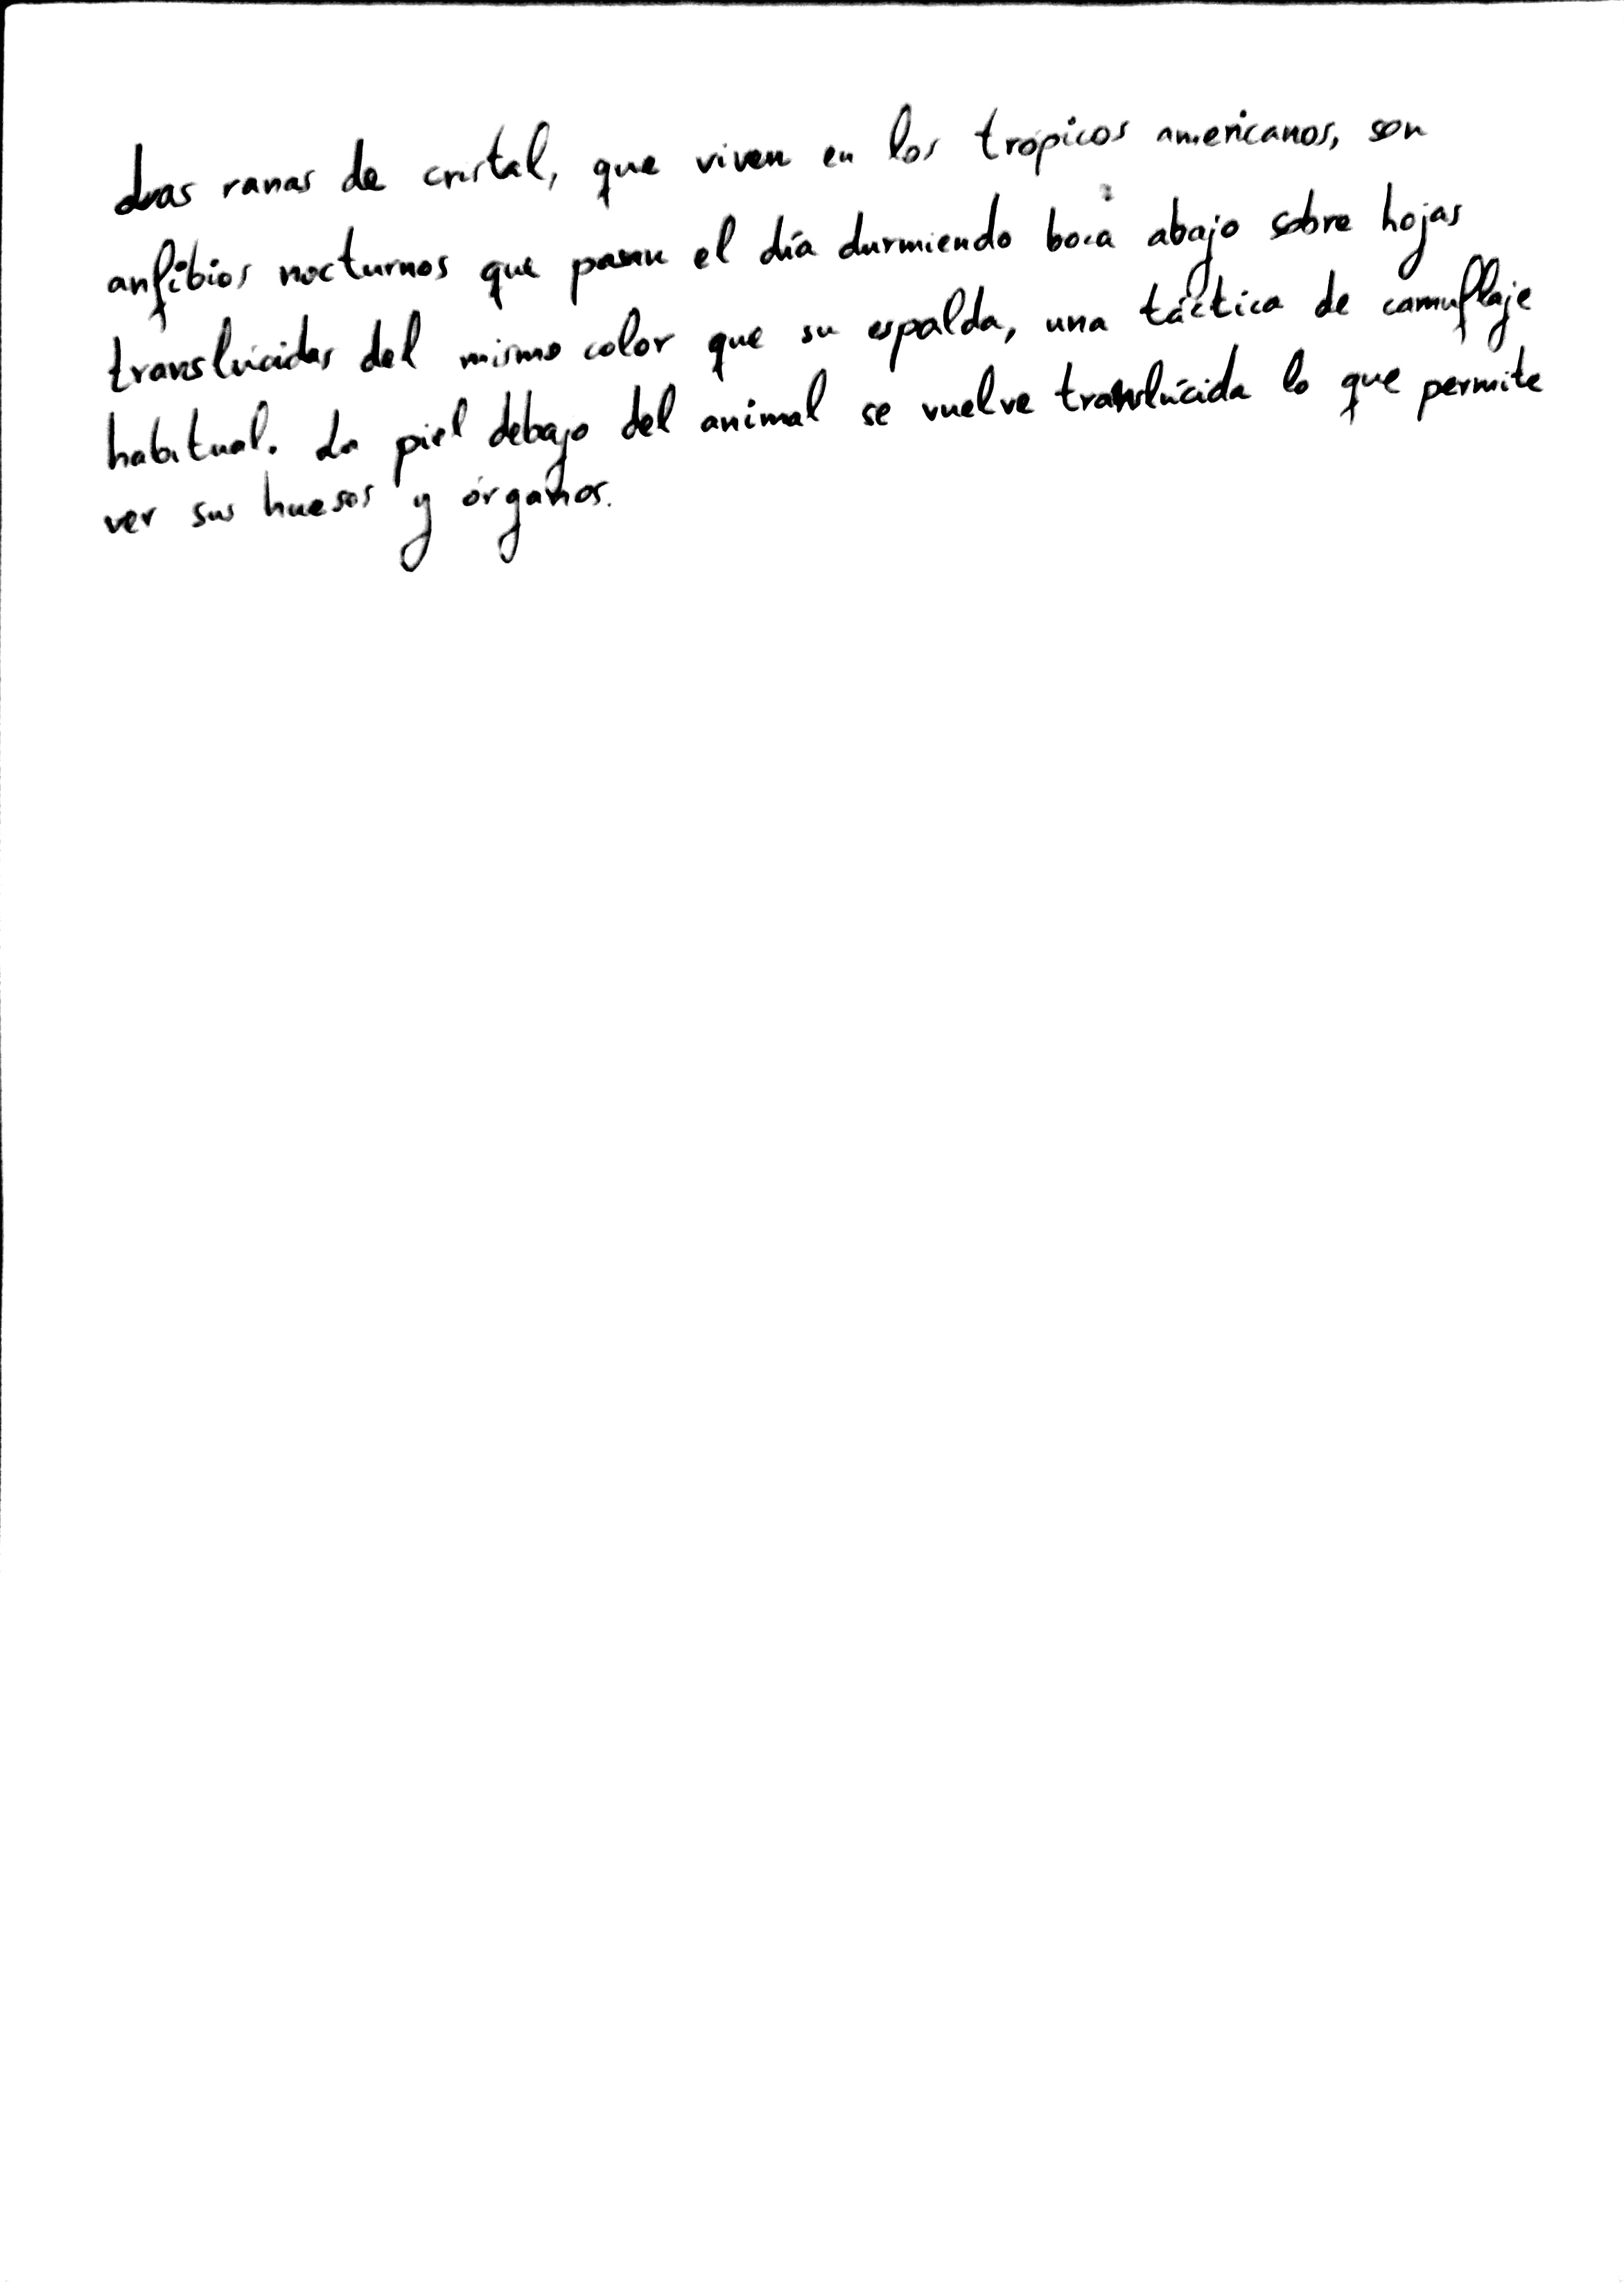 Las ranas de cristal, que viven en los trópicos americanos, son
anfibios nocturnos que pasan el día durmiendo boca abajo sobre hojas
translúcidas del mismo color que su espalda, una táctica de camuflaje
habitual. La piel debajo del animal se vuelve translúcida lo que permite
ver sus huesos y órganos.